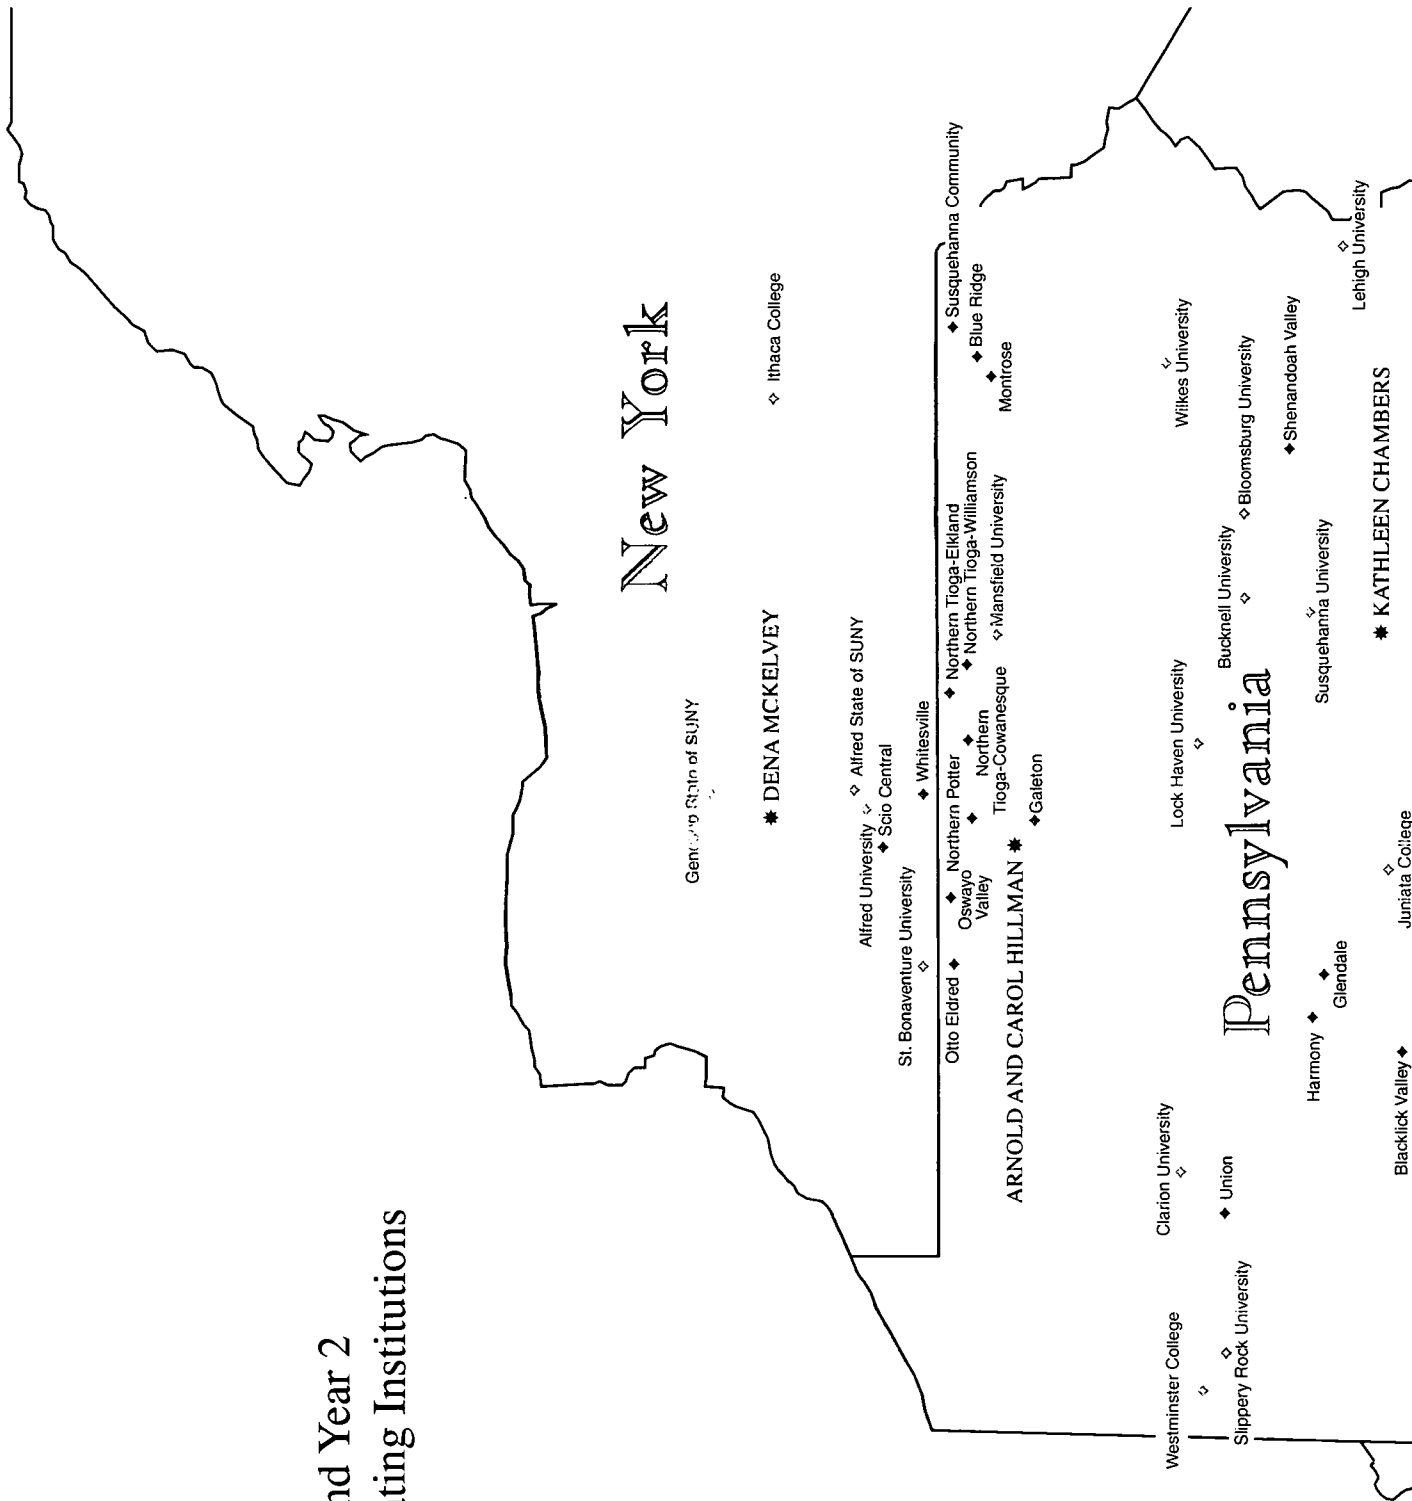 nd Year 2
ating Institutions
New York
State of SUNY
DENA MCKELVEY
Ithaca College
Alfred State of SUNY
Alfred University
Scio Central
St. Bonaventure University
Whitesville
Otto Eldred
Oswayo
Valley
Northern Potter
Northern
Tioga-Cowanesque
Northern Tioga-Elkland
Northern Tioga-Williamson
Mansfield University
Susquehanna Community
Blue Ridge
Montrose
ARNOLD AND CAROL HILLMAN
Galeton
Pennsylvania
Westminster College
Slippery Rock University
Clarion University
Union
Lock Haven University
Bucknell University
Bloomsburg University
Wilkes University
Shenandoah Valley
Susquehanna University
Lehigh University
KATHLEEN CHAMBERS
Harmony
Glendale
Juniata College
Blacklick Valley